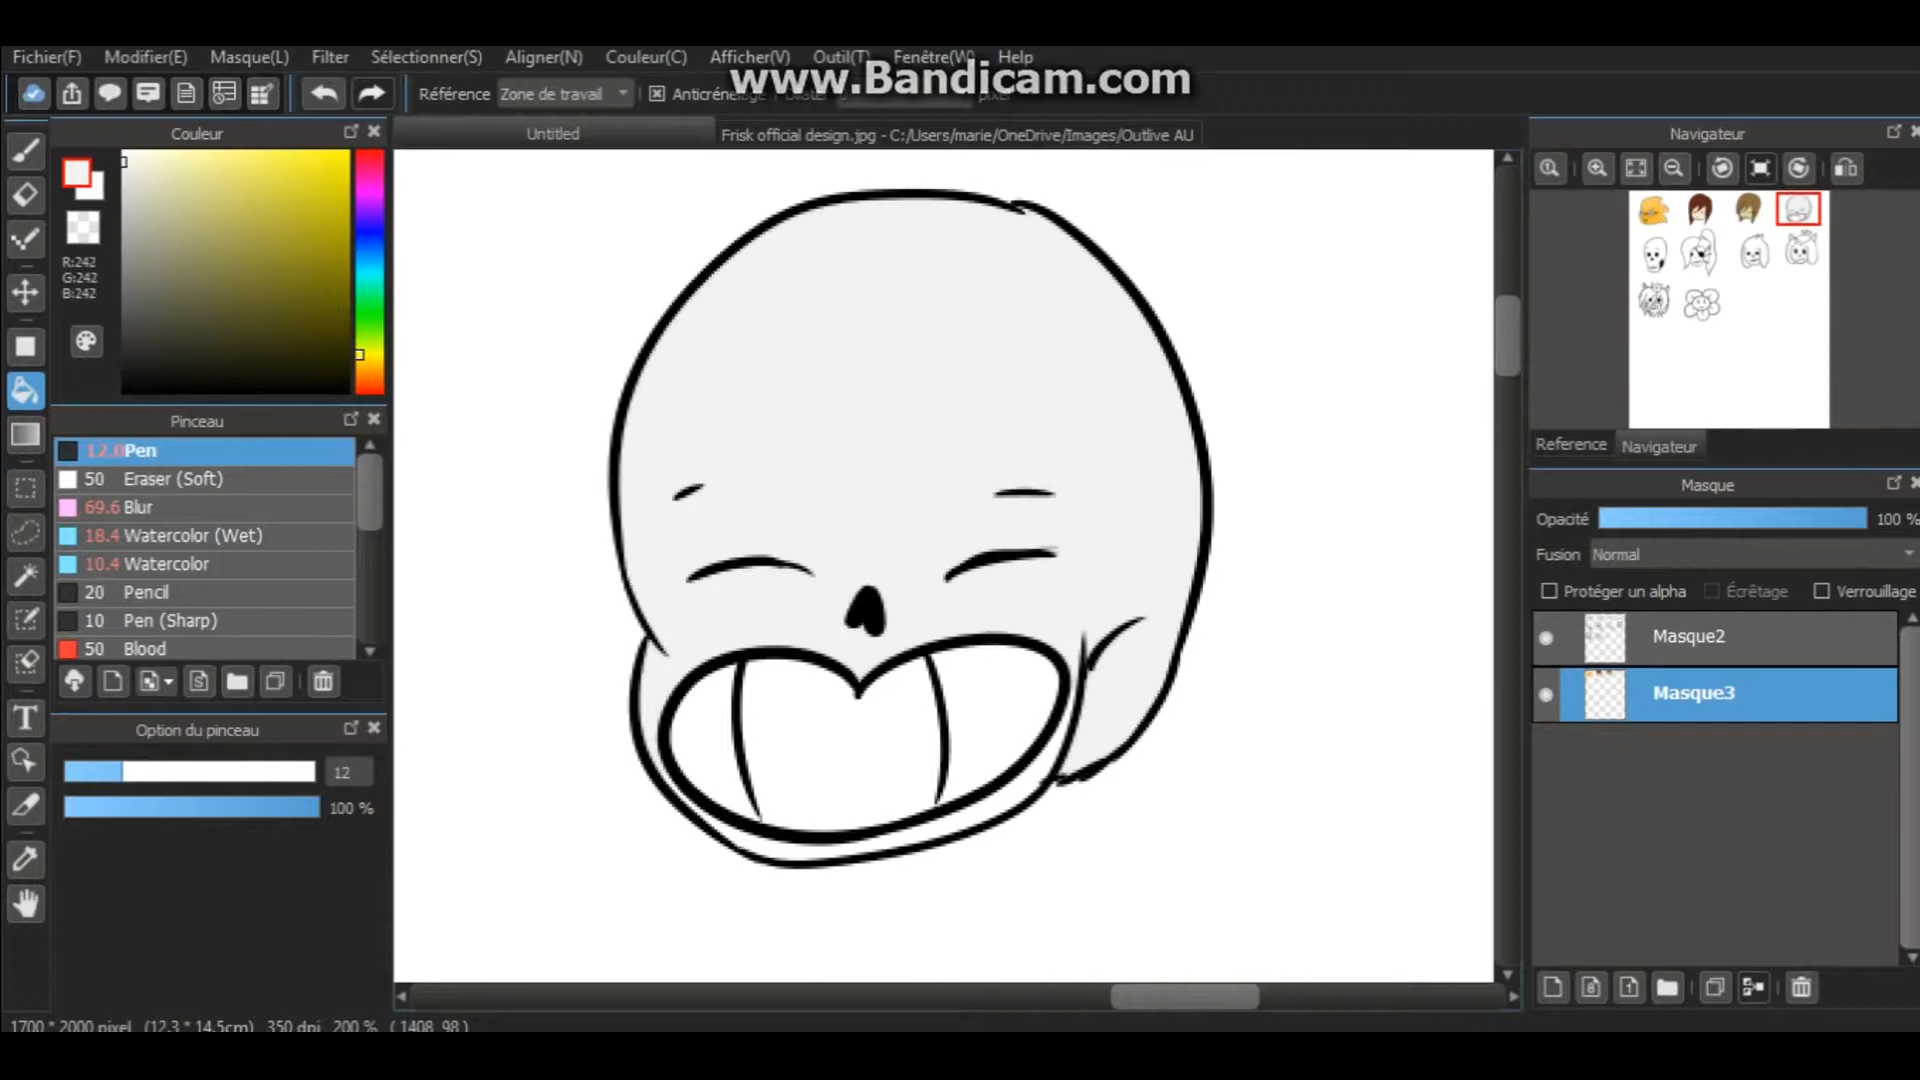 Fichier(F) Modifier(E) Masque(L) Filter Sélectionner(S) Aligner(N) Couleur(C) Afficher(V) Outil(T) Fenêtre(W) Help
www.Bandicam.com
Référence Zone de travail Anticrénelage
Couleur
Untitled
Frisk official design.jpg - C:/Users/marie/OneDrive/Images/Outlive AU
Navigateur
R:242
G:242
B:242
Pinceau
12.0 Pen
50 Eraser (Soft)
69.6 Blur
18.4 Watercolor (Wet)
10.4 Watercolor
20 Pencil
10 Pen (Sharp)
50 Blood
Option du pinceau
12
100 %
Reference Navigateur
Masque
Opacité 100 %
Fusion Normal
Protéger un alpha Écrêtage Verrouillage
Masque2
Masque3
1700 * 2000 pixel (12.3 * 14.5cm) 350 dpi 200 % ( 1408, 98 )